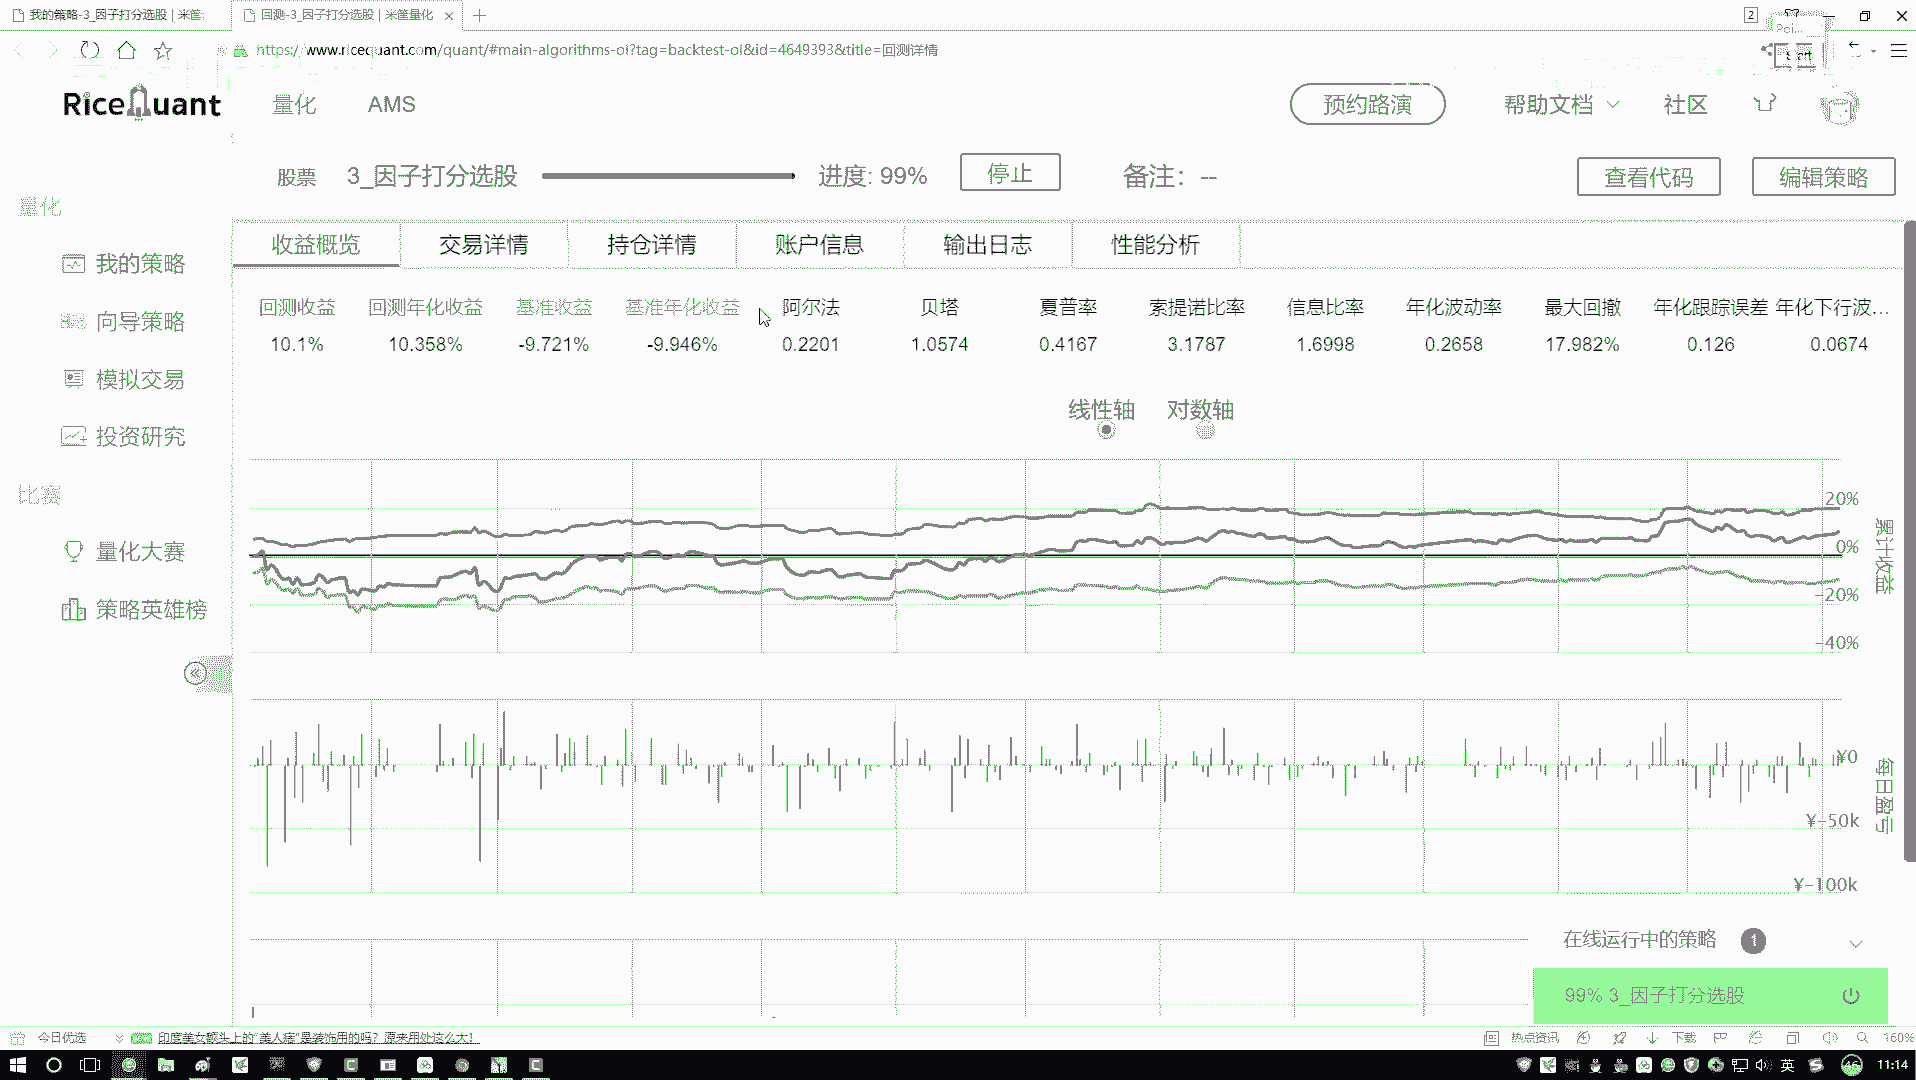 我的策略-3_因子打分选股 | 米筐
回测-3_因子打分选股 | 米筐量化
2
https://www.ricequant.com/quant/#main-algorithms-ol?tag=backtest-ol&id=4649393&title=回测详情
RiceQuant
量化
AMS
预约路演
帮助文档
社区
股票
3_因子打分选股
进度: 99%
停止
备注: --
查看代码
编辑策略
量化
我的策略
向导策略
模拟交易
投资研究
比赛
量化大赛
策略英雄榜
收益概览
交易详情
持仓详情
账户信息
输出日志
性能分析
回测收益 回测年化收益 基准收益 基准年化收益 阿尔法 贝塔 夏普率 索提诺比率 信息比率 年化波动率 最大回撤 年化跟踪误差 年化下行波...
10.1% 10.358% -9.721% -9.946% 0.2201 1.0574 0.4167 3.1787 1.6998 0.2658 17.982% 0.126 0.0674
线性轴 对数轴
20%
0%
-20%
-40%
累计收益
¥0
¥-50k
¥-100k
每日盈亏
在线运行中的策略 1
99% 3_因子打分选股
今日优选
印度美女额头上的"美人痣"是装饰用的吗？原来用处这么大！
热点资讯
下载
160%
英
46
11:14